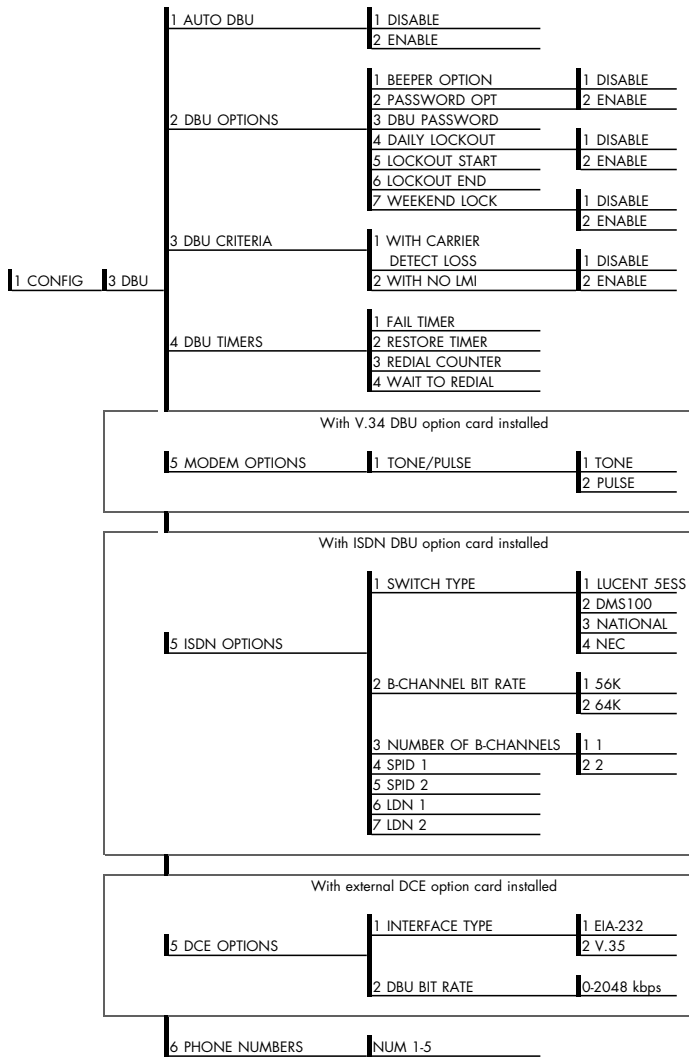 1 AUTO DBU 1 DISABLE
2 ENABLE
1 BEEPER OPTION 1 DISABLE
2 PASSWORD OPT 2 ENABLE
2 DBU OPTIONS 3 DBU PASSWORD
4 DAILY LOCKOUT 1 DISABLE
5 LOCKOUT START 2 ENABLE
6 LOCKOUT END
7 WEEKEND LOCK 1 DISABLE
2 ENABLE
3 DBU CRITERIA 1 WITH CARRIER
DETECT LOSS 1 DISABLE
1 CONFIG 3 DBU 2 WITH NO LMI 2 ENABLE
1 FAIL TIMER
4 DBU TIMERS 2 RESTORE TIMER
3 REDIAL COUNTER
4 WAIT TO REDIAL
With V.34 DBU option card installed
5 MODEM OPTIONS 1 TONE/PULSE 1 TONE
2 PULSE
With ISDN DBU option card installed
1 SWITCH TYPE 1 LUCENT 5ESS
2 DMS100
3 NATIONAL
5 ISDN OPTIONS 4 NEC
2 B-CHANNEL BIT RATE 1 56K
2 64K
3 NUMBER OF B-CHANNELS 1 1
4 SPID 1 2 2
5 SPID 2
6 LDN 1
7 LDN 2
With external DCE option card installed
1 INTERFACE TYPE 1 EIA-232
5 DCE OPTIONS 2 V.35
2 DBU BIT RATE 0-2048 kbps
6 PHONE NUMBERS NUM 1-5